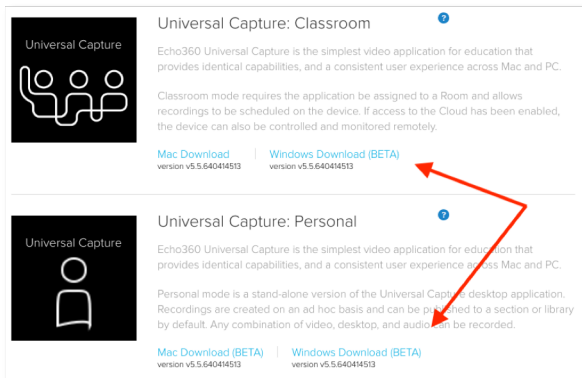 Universal Capture
Universal Capture: Classroom
?
Echo360 Universal Capture is the simplest video application for education that
provides identical capabilities, and a consistent user experience across Mac and PC.
Classroom mode requires the application be assigned to a Room and allows
recordings to be scheduled on the device. If access to the Cloud has been enabled,
the device can also be controlled and monitored remotely.
Mac Download
Windows Download (BETA)
version v5.5.640414513
version v5.5.640414513
Universal Capture
Universal Capture: Personal
?
Echo360 Universal Capture is the simplest video application for education that
provides identical capabilities, and a consistent user experience across Mac and PC.
Personal mode is a stand-alone version of the Universal Capture desktop application.
Recordings are created on an ad hoc basis and can be published to a section or library
by default. Any combination of video, desktop, and audio can be recorded.
Mac Download (BETA)
Windows Download (BETA)
version v5.5.640414513
version v5.5.640414513